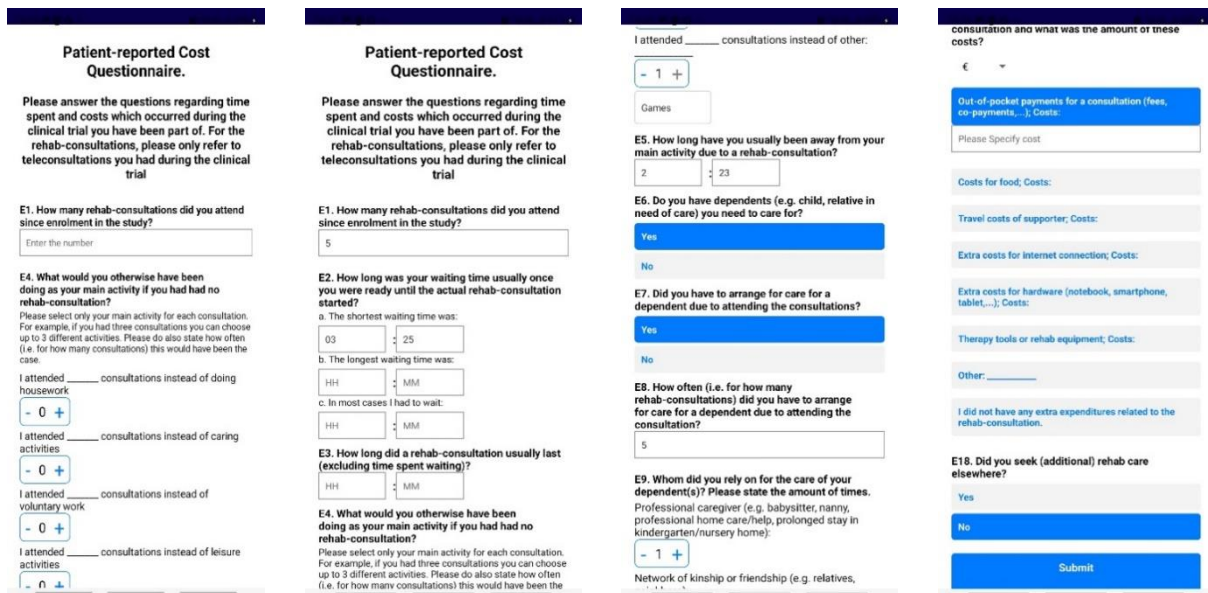 Patient-reported Cost
Questionnaire.
Please answer the questions regarding time
spent and costs which occurred during the
clinical trial you have been part of. For the
rehab-consultations, please only refer to
teleconsultations you had during the clinical
trial
E1. How many rehab-consultations did you attend
since enrolment in the study?
Enter the number
E4. What would you otherwise have been
doing as your main activity if you had had no
rehab-consultation?
Please select only your main activity for each consultation.
For example, if you had three consultations you can choose
up to 3 different activities. Please do also state how often
(i.e. for how many consultations) this would have been the
case.
I attended ______ consultations instead of doing
housework
- 0 +
I attended ______ consultations instead of caring
activities
- 0 +
I attended ______ consultations instead of
voluntary work
- 0 +
I attended ______ consultations instead of leisure
activities
- 0 +
Patient-reported Cost
Questionnaire.
Please answer the questions regarding time
spent and costs which occurred during the
clinical trial you have been part of. For the
rehab-consultations, please only refer to
teleconsultations you had during the clinical
trial
E1. How many rehab-consultations did you attend
since enrolment in the study?
5
E2. How long was your waiting time usually once
you were ready until the actual rehab-consultation
started?
a. The shortest waiting time was:
03 : 25
b. The longest waiting time was:
HH : MM
c. In most cases I had to wait:
HH : MM
E3. How long did a rehab-consultation usually last
(excluding time spent waiting)?
HH : MM
E4. What would you otherwise have been
doing as your main activity if you had had no
rehab-consultation?
Please select only your main activity for each consultation.
For example, if you had three consultations you can choose
up to 3 different activities. Please do also state how often
(i.e. for how many consultations) this would have been the
I attended ______ consultations instead of other:
__________
- 1 +
Games
E5. How long have you usually been away from your
main activity due to a rehab-consultation?
2 : 23
E6. Do you have dependents (e.g. child, relative in
need of care) you need to care for?
Yes
No
E7. Did you have to arrange for care for a
dependent due to attending the consultations?
Yes
No
E8. How often (i.e. for how many
rehab-consultations) did you have to arrange
for care for a dependent due to attending the
consultation?
5
E9. Whom did you rely on for the care of your
dependent(s)? Please state the amount of times.
Professional caregiver (e.g. babysitter, nanny,
professional home care/help, prolonged stay in
kindergarten/nursery home):
- 1 +
Network of kinship or friendship (e.g. relatives,
consultation and what was the amount of these
costs?
€
Out-of-pocket payments for a consultation (fees,
co-payments,...); Costs:
Please Specify cost
Costs for food; Costs:
Travel costs of supporter; Costs:
Extra costs for internet connection; Costs:
Extra costs for hardware (notebook, smartphone,
tablet,...); Costs:
Therapy tools or rehab equipment; Costs:
Other: __________
I did not have any extra expenditures related to the
rehab-consultation.
E18. Did you seek (additional) rehab care
elsewhere?
Yes
No
Submit